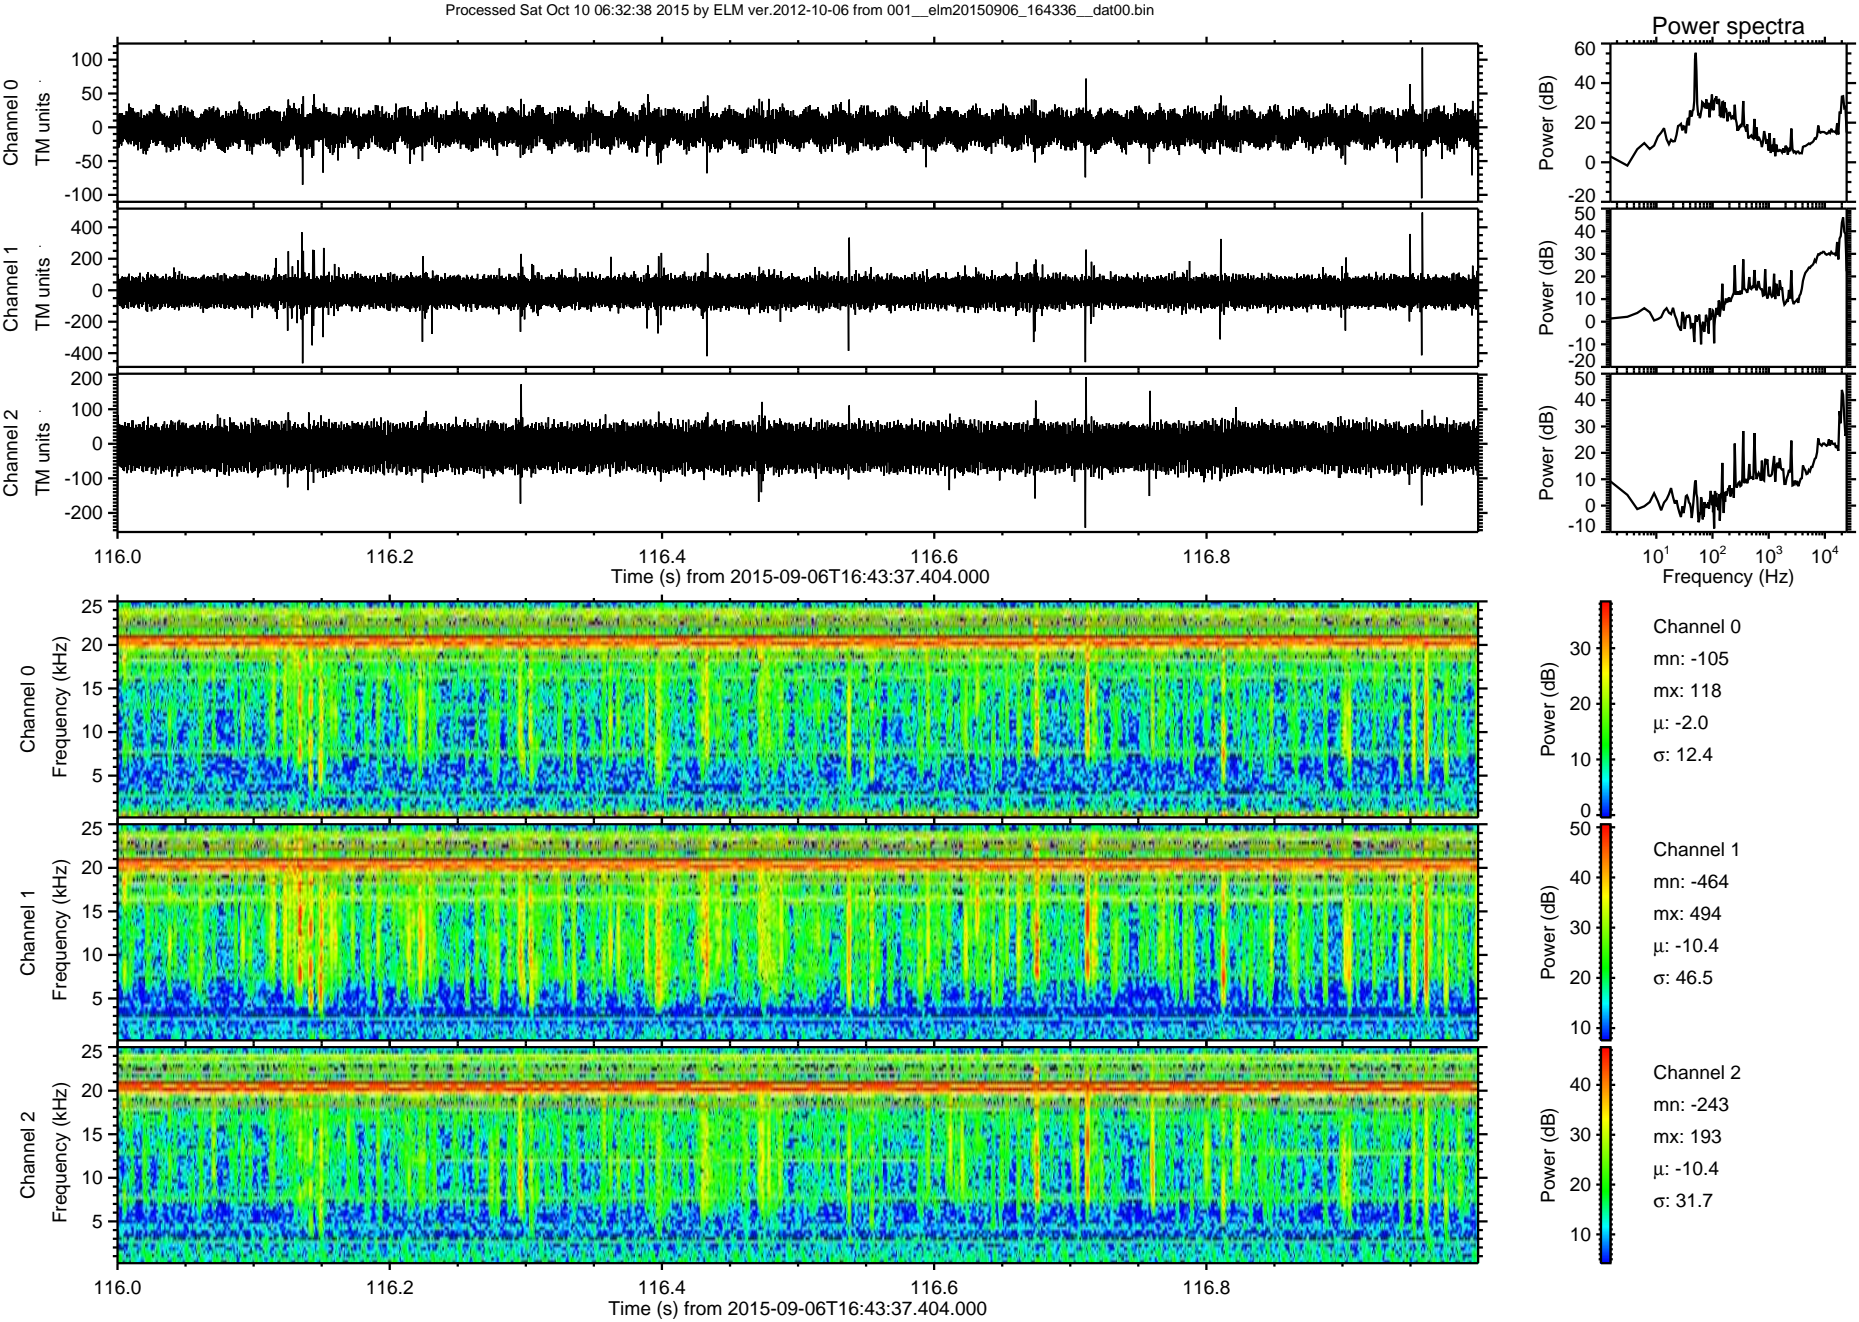 Processed Sat Oct 10 06:32:38 2015 by ELM ver.2012-10-06 from 001__elm20150906_164336__dat00.bin
Power spectra
Channel 0
TM units
100
50
0
-50
-100
Power (dB)
60
40
20
0
-20
Channel 1
TM units
400
200
0
-200
-400
Power (dB)
50
40
30
20
10
0
-10
-20
Channel 2
TM units
200
100
0
-100
-200
Power (dB)
50
40
30
20
10
0
-10
116.0 116.2 116.4 116.6 116.8
Time (s) from 2015-09-06T16:43:37.404.000
10^1 10^2 10^3 10^4
Frequency (Hz)
Channel 0
Frequency (kHz)
25
20
15
10
5
Power (dB)
30
20
10
0
Channel 0
mn: -105
mx: 118
μ: -2.0
σ: 12.4
Channel 1
Frequency (kHz)
25
20
15
10
5
Power (dB)
50
40
30
20
10
Channel 1
mn: -464
mx: 494
μ: -10.4
σ: 46.5
Channel 2
Frequency (kHz)
25
20
15
10
5
Power (dB)
40
30
20
10
Channel 2
mn: -243
mx: 193
μ: -10.4
σ: 31.7
116.0 116.2 116.4 116.6 116.8
Time (s) from 2015-09-06T16:43:37.404.000